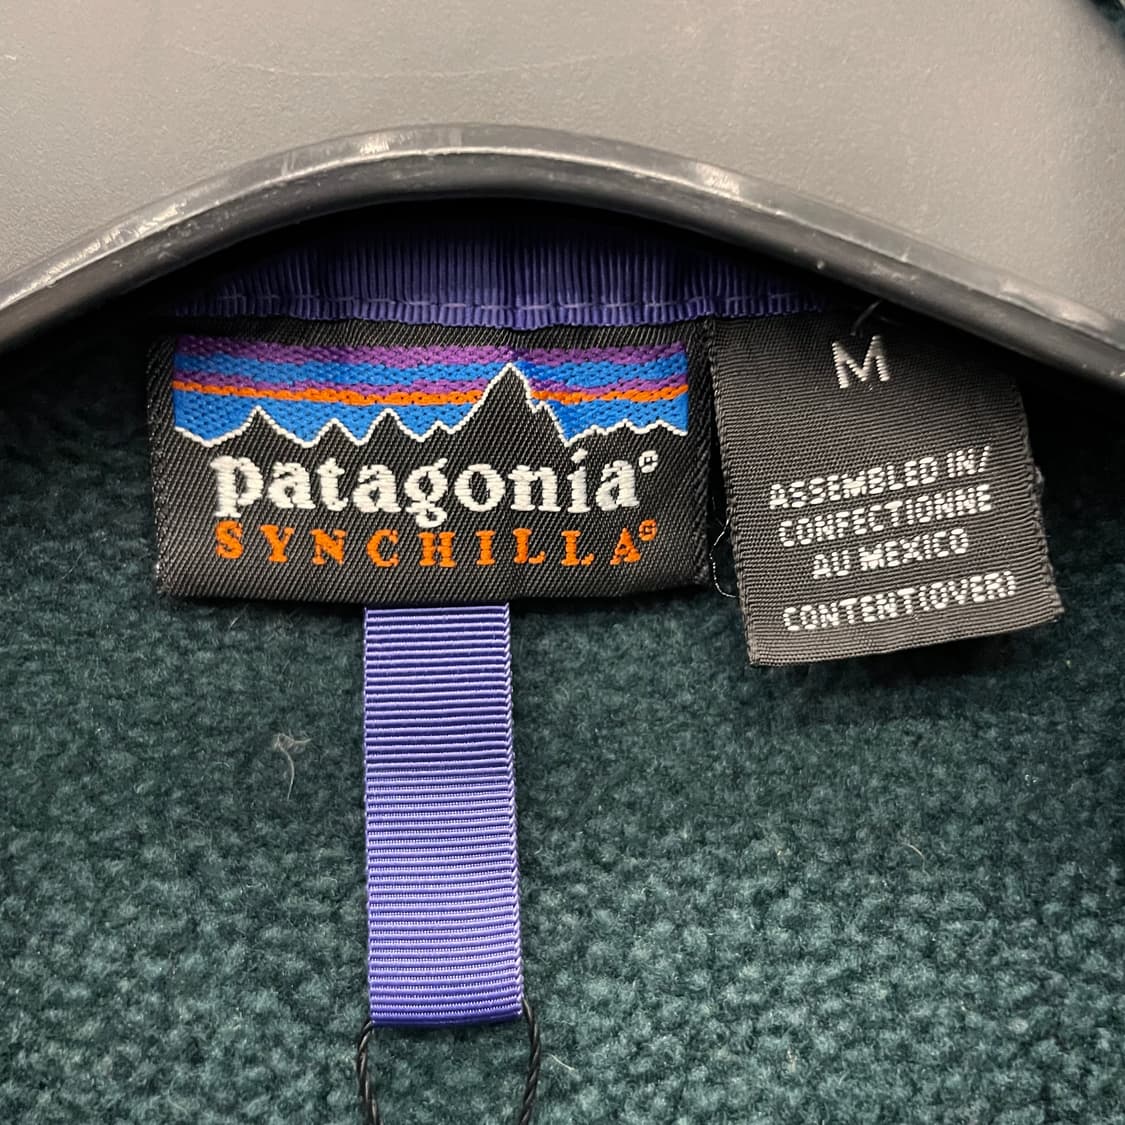 patagonia®
SYNCHILLA®
M
ASSEMBLED IN/
CONFECTIONNE
AU MEXICO
CONTENT(OVER)